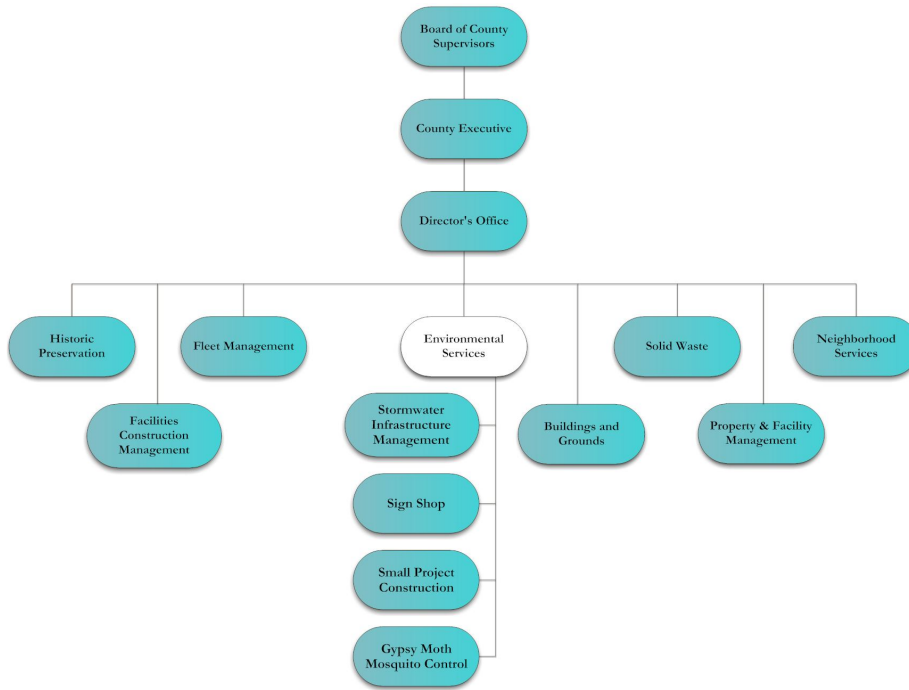 Board of County
Supervisors
County Executive
Director's Office
Historic
Preservation
Fleet Management
Environmental
Services
Solid Waste
Neighborhood
Services
Facilities
Construction
Management
Stormwater
Infrastructure
Management
Buildings and
Grounds
Property & Facility
Management
Sign Shop
Small Project
Construction
Gypsy Moth
Mosquito Control